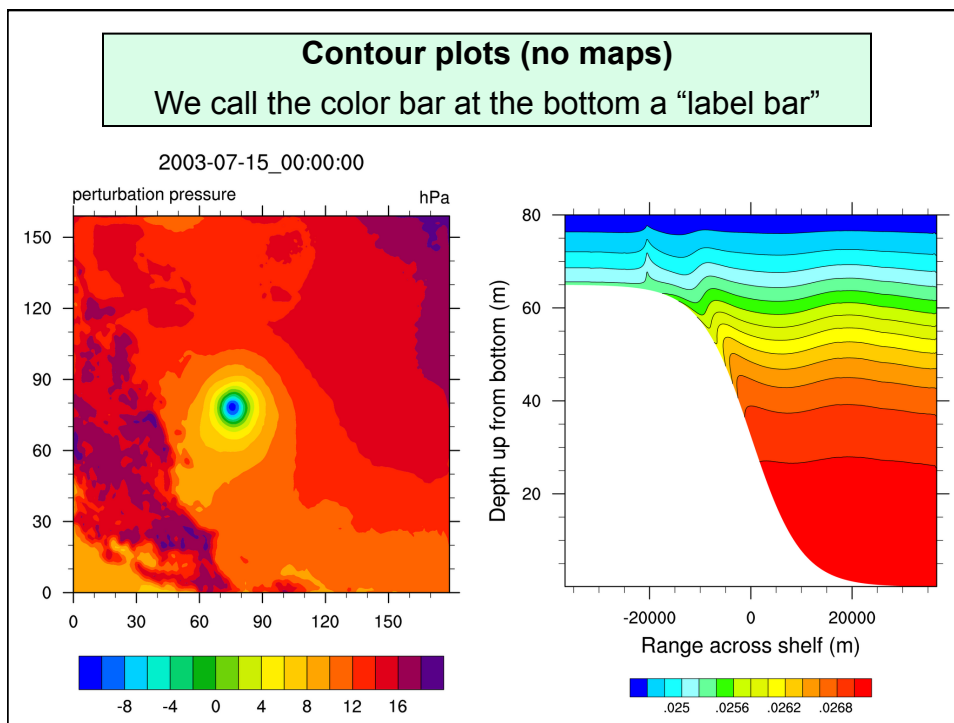 Contour plots (no maps)
We call the color bar at the bottom a “label bar”
2003-07-15_00:00:00
perturbation pressure hPa
150
120
90
60
30
0
0 30 60 90 120 150
-8 -4 0 4 8 12 16
80
60
40
20
Depth up from bottom (m)
-20000 0 20000
Range across shelf (m)
.025 .0256 .0262 .0268